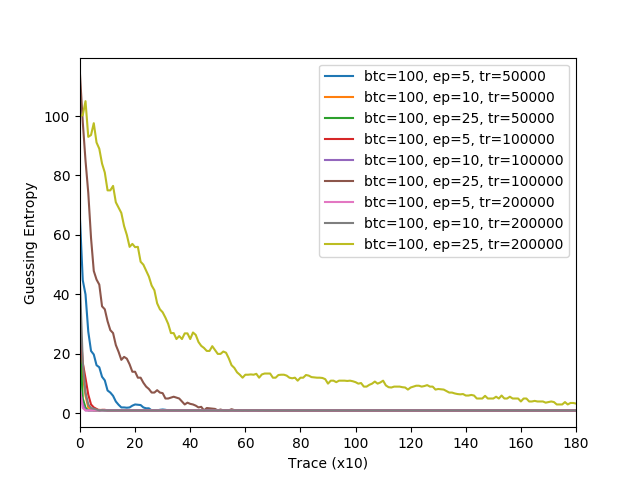 btc=100, ep=5, tr=50000
btc=100, ep=10, tr=50000
btc=100, ep=25, tr=50000
btc=100, ep=5, tr=100000
btc=100, ep=10, tr=100000
btc=100, ep=25, tr=100000
btc=100, ep=5, tr=200000
btc=100, ep=10, tr=200000
btc=100, ep=25, tr=200000
Guessing Entropy
100
80
60
40
20
0
0 20 40 60 80 100 120 140 160 180
Trace (x10)